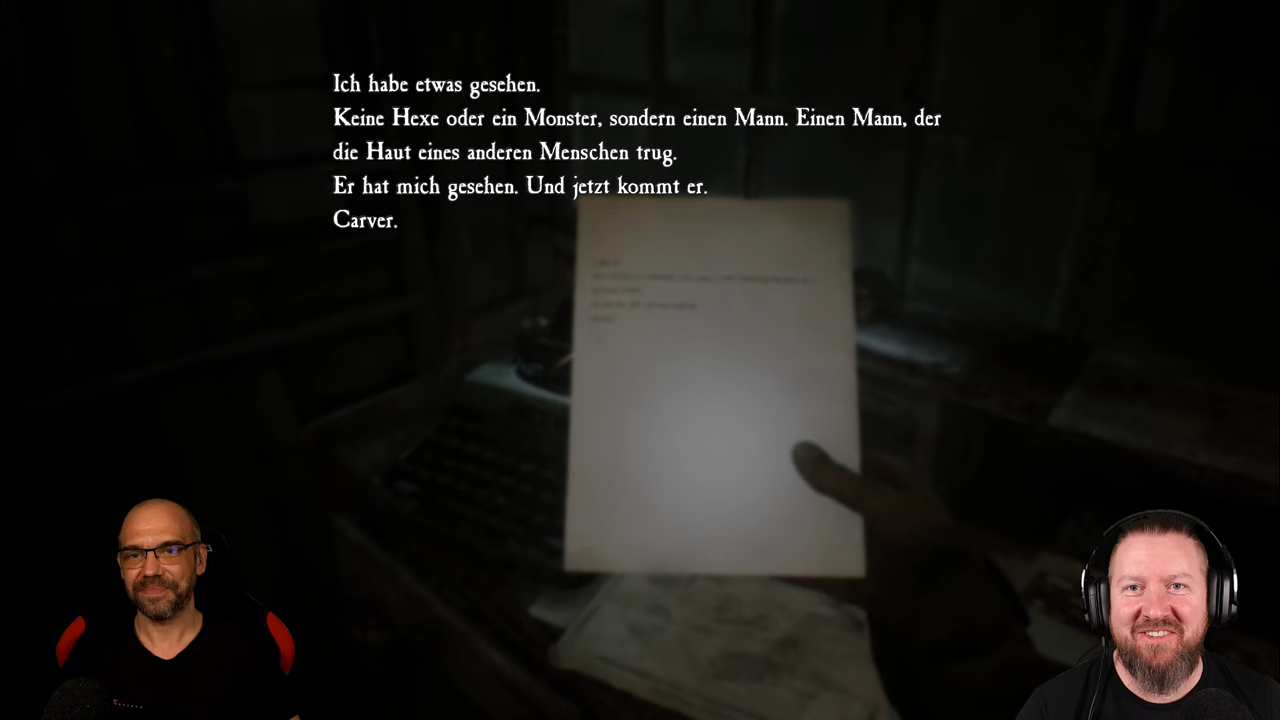 Ich habe etwas gesehen.
Keine Hexe oder ein Monster, sondern einen Mann. Einen Mann, der
die Haut eines anderen Menschen trug.
Er hat mich gesehen. Und jetzt kommt er.
Carver.